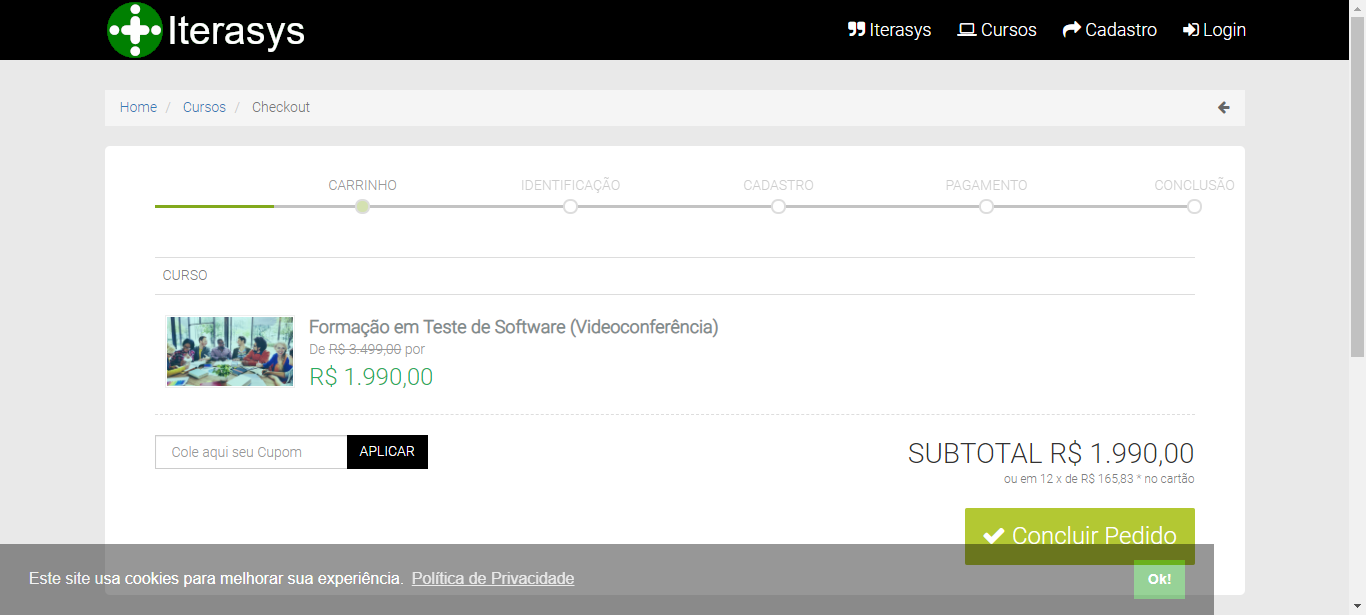 Iterasys
Iterasys Cursos Cadastro Login
Home / Cursos / Checkout
CARRINHO IDENTIFICAÇÃO CADASTRO PAGAMENTO CONCLUSÃO
CURSO
Formação em Teste de Software (Videoconferência)
De R$ 3.499,00 por
R$ 1.990,00
Cole aqui seu Cupom APLICAR
SUBTOTAL R$ 1.990,00
ou em 12 x de R$ 165,83 * no cartão
Concluir Pedido
Este site usa cookies para melhorar sua experiência. Política de Privacidade
Ok!